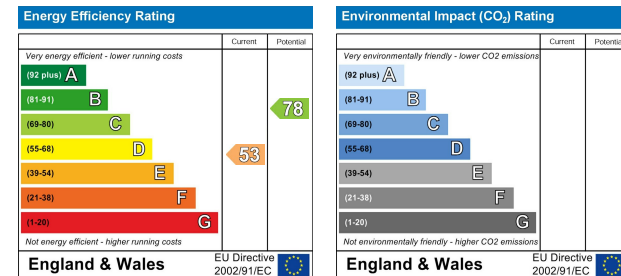 Energy Efficiency Rating
Current Potential
Very energy efficient - lower running costs
(92 plus) A
(81-91) B
(69-80) C
(55-68) D
(39-54) E
(21-38) F
(1-20) G
78
53
Not energy efficient - higher running costs
England & Wales
EU Directive
2002/91/EC
Environmental Impact (CO2) Rating
Current Potentia
Very environmentally friendly - lower CO2 emissions
(92 plus) A
(81-91) B
(69-80) C
(55-68) D
(39-54) E
(21-38) F
(1-20) G
Not environmentally friendly - higher CO2 emissions
England & Wales
EU Directive
2002/91/EC